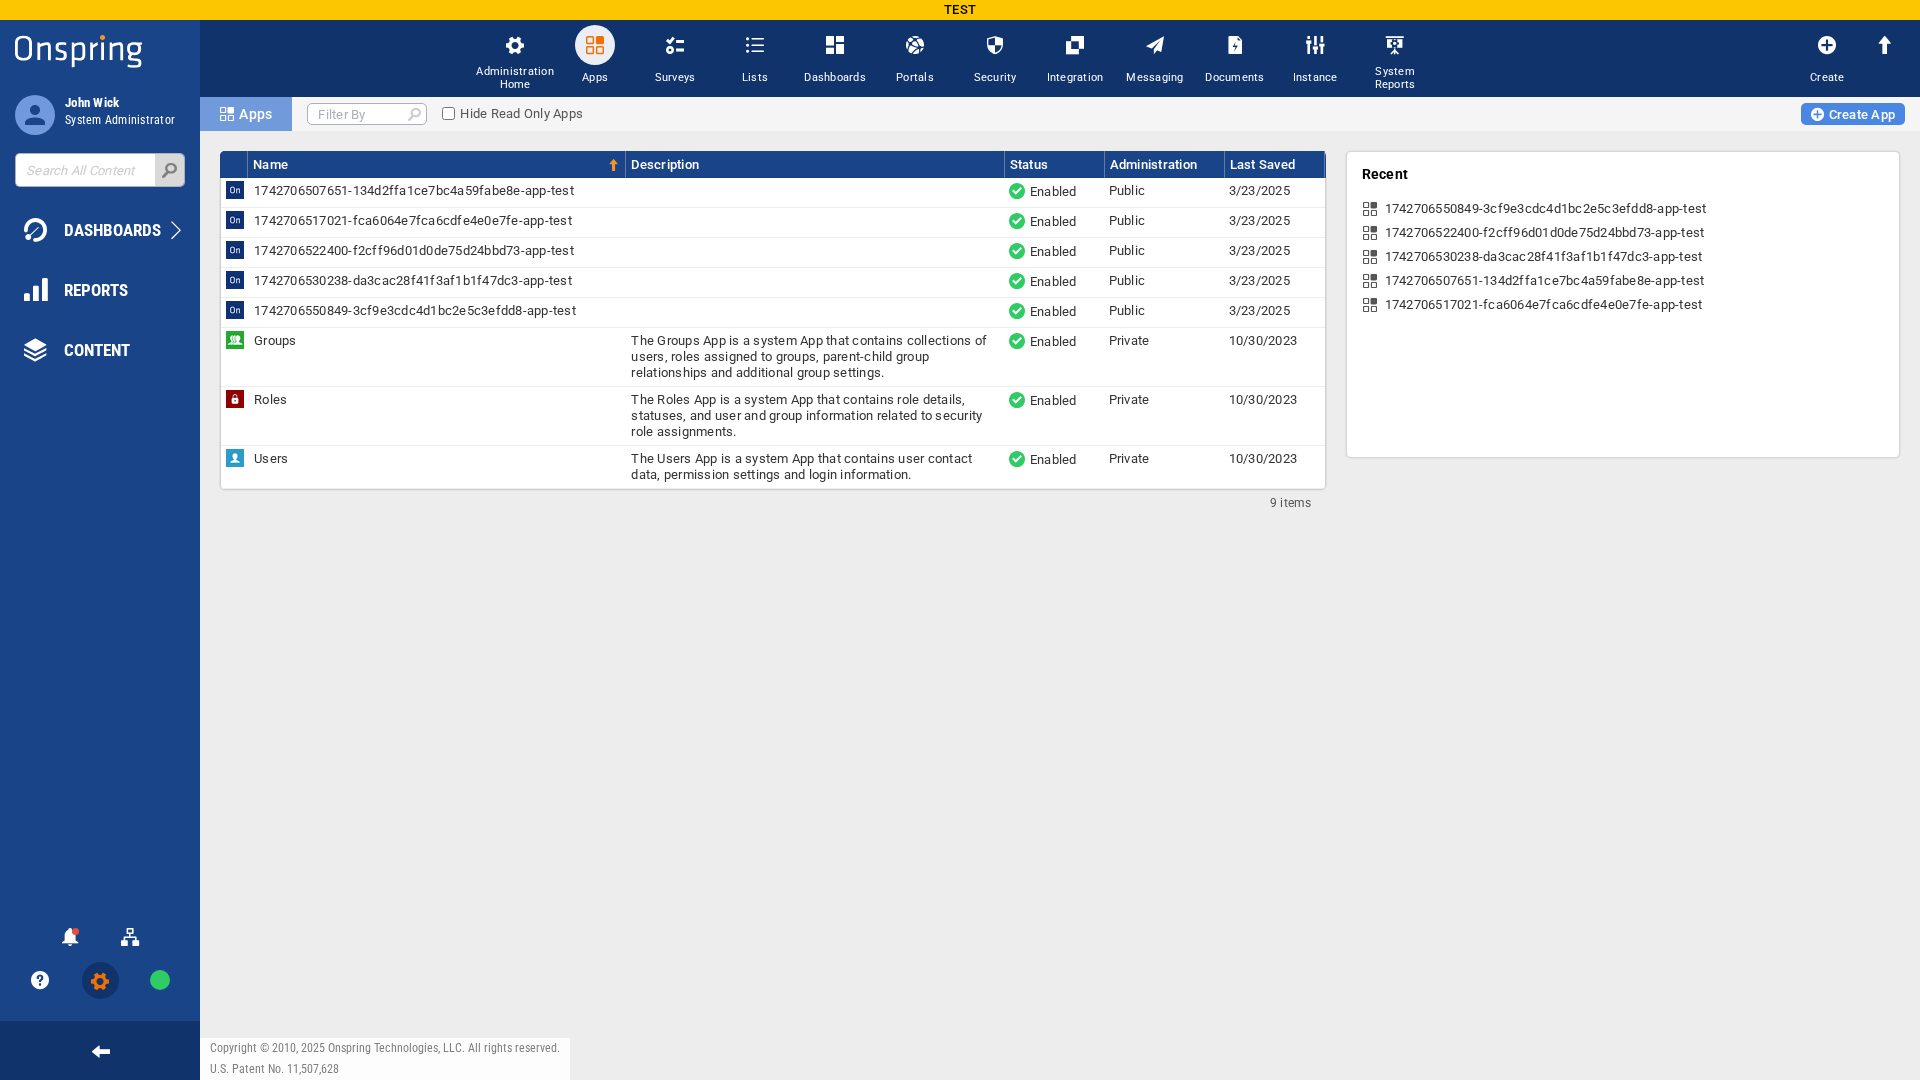 TEST
Onspring
Administration Home
Apps
Surveys
Lists
Dashboards
Portals
Security
Integration
Messaging
Documents
Instance
System Reports
Create
John Wick
System Administrator
Search All Content
DASHBOARDS
REPORTS
CONTENT
Apps
Filter By
Hide Read Only Apps
Create App
Name Description Status Administration Last Saved
On 1742706507651-134d2ffa1ce7bc4a59fabe8e-app-test Enabled Public 3/23/2025
On 1742706517021-fca6064e7fca6cdfe4e0e7fe-app-test Enabled Public 3/23/2025
On 1742706522400-f2cff96d01d0de75d24bbd73-app-test Enabled Public 3/23/2025
On 1742706530238-da3cac28f41f3af1b1f47dc3-app-test Enabled Public 3/23/2025
On 1742706550849-3cf9e3cdc4d1bc2e5c3efdd8-app-test Enabled Public 3/23/2025
Groups The Groups App is a system App that contains collections of Enabled Private 10/30/2023
users, roles assigned to groups, parent-child group
relationships and additional group settings.
Roles The Roles App is a system App that contains role details, Enabled Private 10/30/2023
statuses, and user and group information related to security
role assignments.
Users The Users App is a system App that contains user contact Enabled Private 10/30/2023
data, permission settings and login information.
9 items
Recent
1742706550849-3cf9e3cdc4d1bc2e5c3efdd8-app-test
1742706522400-f2cff96d01d0de75d24bbd73-app-test
1742706530238-da3cac28f41f3af1b1f47dc3-app-test
1742706507651-134d2ffa1ce7bc4a59fabe8e-app-test
1742706517021-fca6064e7fca6cdfe4e0e7fe-app-test
Copyright © 2010, 2025 Onspring Technologies, LLC. All rights reserved.
U.S. Patent No. 11,507,628